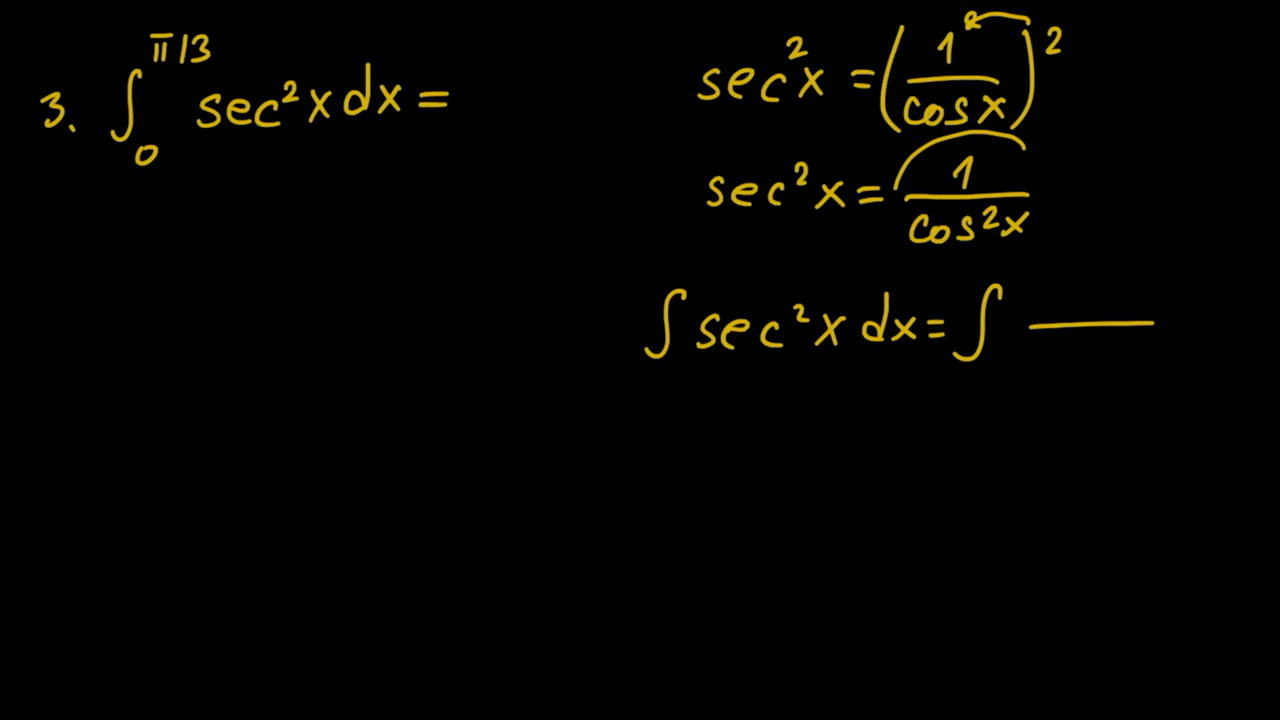 3. ∫₀^π/3 sec²x dx =
sec²x = (1/cos x)²
sec²x = 1/cos²x
∫ sec²x dx = ∫